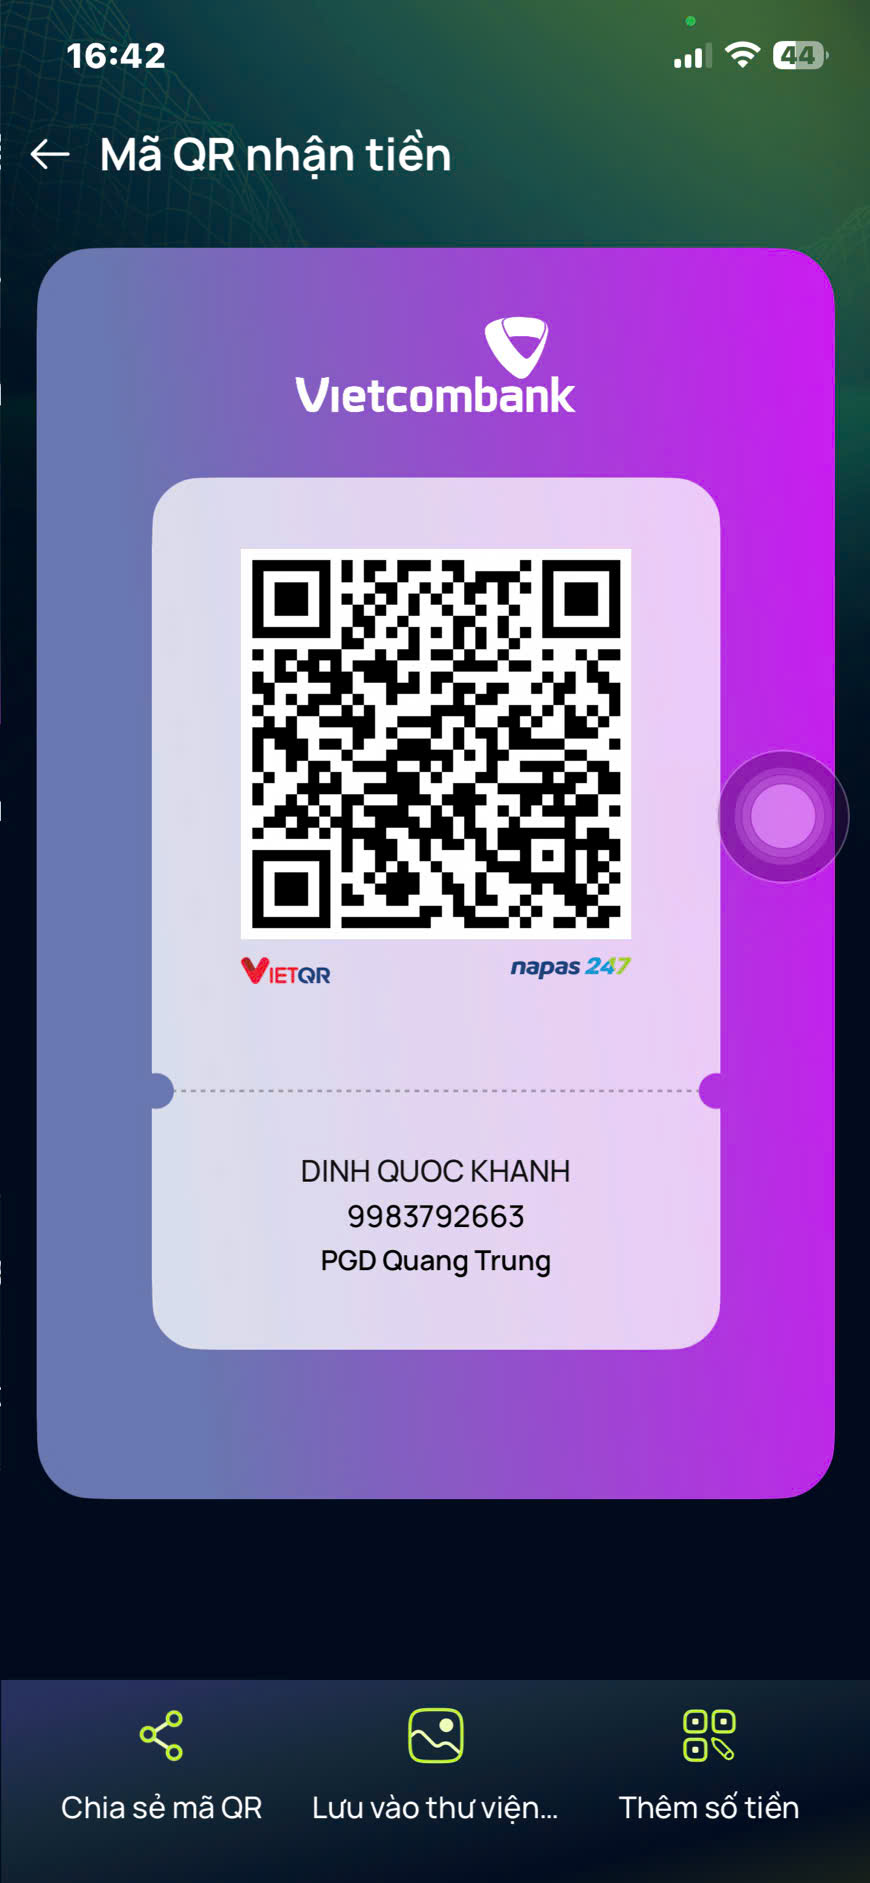 16:42
44
Mã QR nhận tiền
Vietcombank
VIETQR
napas 247
DINH QUOC KHANH
9983792663
PGD Quang Trung
Chia sẻ mã QR
Lưu vào thư viện...
Thêm số tiền